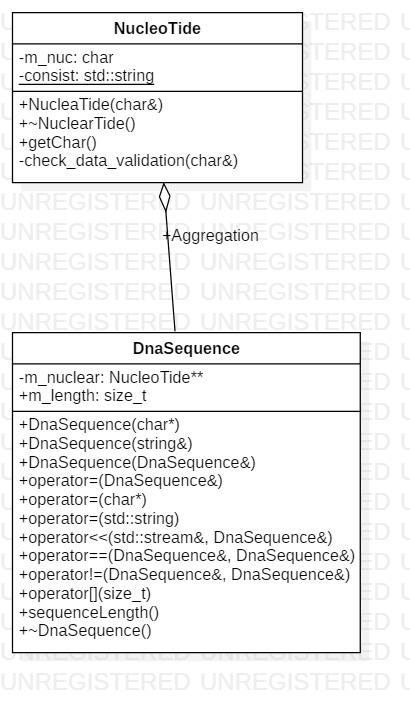 NucleoTide
-m_nuc: char
-consist: std::string
+NucleaTide(char&)
+~NuclearTide()
+getChar()
-check_data_validation(char&)
+Aggregation
DnaSequence
-m_nuclear: NucleoTide**
+m_length: size_t
+DnaSequence(char*)
+DnaSequence(string&)
+DnaSequence(DnaSequence&)
+operator=(DnaSequence&)
+operator=(char*)
+operator=(std::string)
+operator<<(std::stream&, DnaSequence&)
+operator==(DnaSequence&, DnaSequence&)
+operator!=(DnaSequence&, DnaSequence&)
+operator[](size_t)
+sequenceLength()
+~DnaSequence()
UNREGISTERED UNREGISTERED